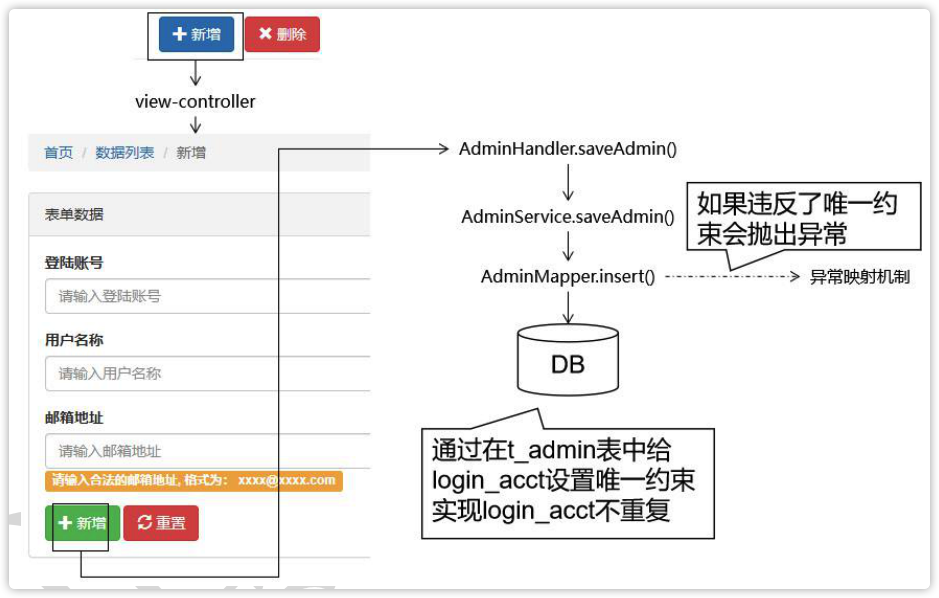 新增
删除
view-controller
首页 / 数据列表 / 新增
表单数据
登陆账号
请输入登陆账号
用户名称
请输入用户名称
邮箱地址
请输入邮箱地址
请输入合法的邮箱地址, 格式为： xxxx@xxxx.com
新增
重置
AdminHandler.saveAdmin()
AdminService.saveAdmin()
如果违反了唯一约
束会抛出异常
AdminMapper.insert()
异常映射机制
DB
通过在t_admin表中给
login_acct设置唯一约束
实现login_acct不重复